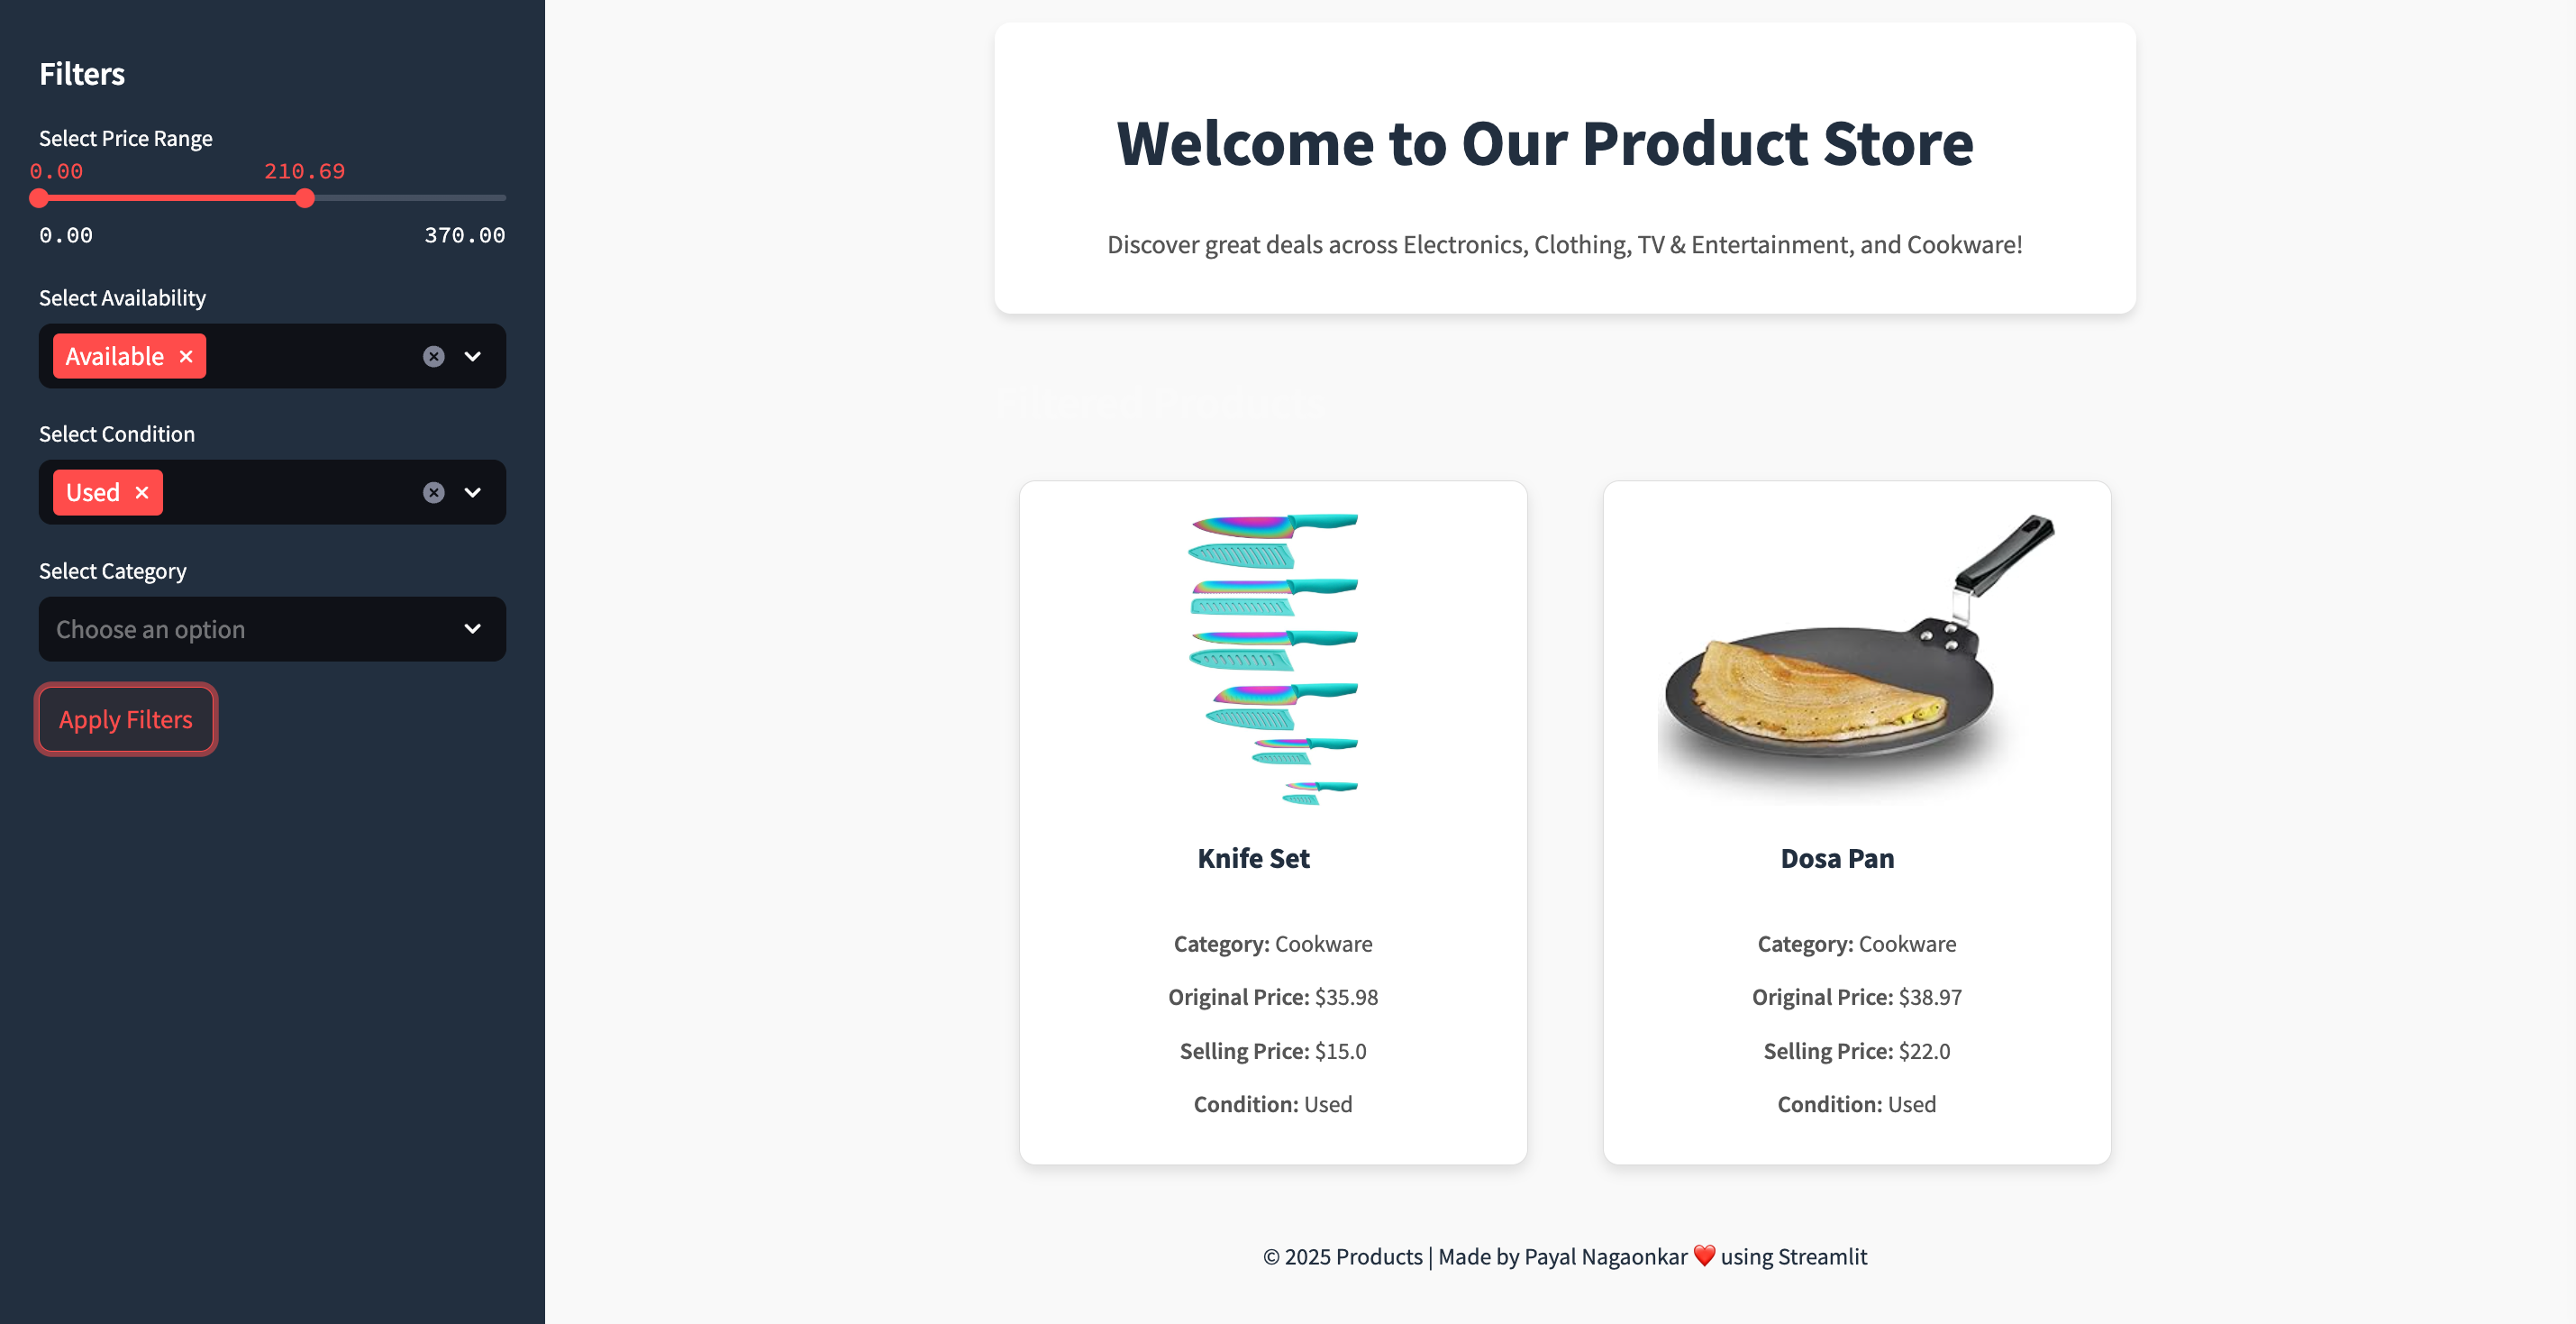 Filters
Select Price Range
0.00 210.69
0.00 370.00
Select Availability
Available
Select Condition
Used
Select Category
Choose an option
Apply Filters
Welcome to Our Product Store
Discover great deals across Electronics, Clothing, TV & Entertainment, and Cookware!
Filtered Products
Knife Set
Category: Cookware
Original Price: $35.98
Selling Price: $15.0
Condition: Used
Dosa Pan
Category: Cookware
Original Price: $38.97
Selling Price: $22.0
Condition: Used
© 2025 Products | Made by Payal Nagaonkar ❤️ using Streamlit